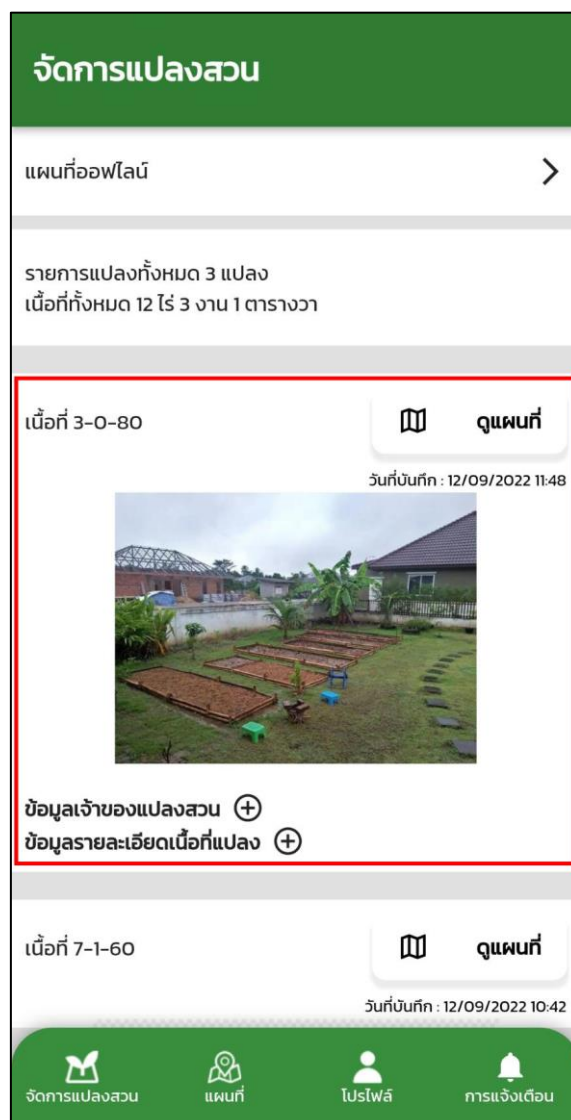 จัดการแปลงสวน
แผนที่ออฟไลน์
รายการแปลงทั้งหมด 3 แปลง
เนื้อที่ทั้งหมด 12 ไร่ 3 งาน 1 ตารางวา
เนื้อที่ 3-0-80 ดูแผนที่
วันที่บันทึก : 12/09/2022 11:48
ข้อมูลเจ้าของแปลงสวน
ข้อมูลรายละเอียดเนื้อที่แปลง
เนื้อที่ 7-1-60 ดูแผนที่
วันที่บันทึก : 12/09/2022 10:42
จัดการแปลงสวน แผนที่ โปรไฟล์ การแจ้งเตือน